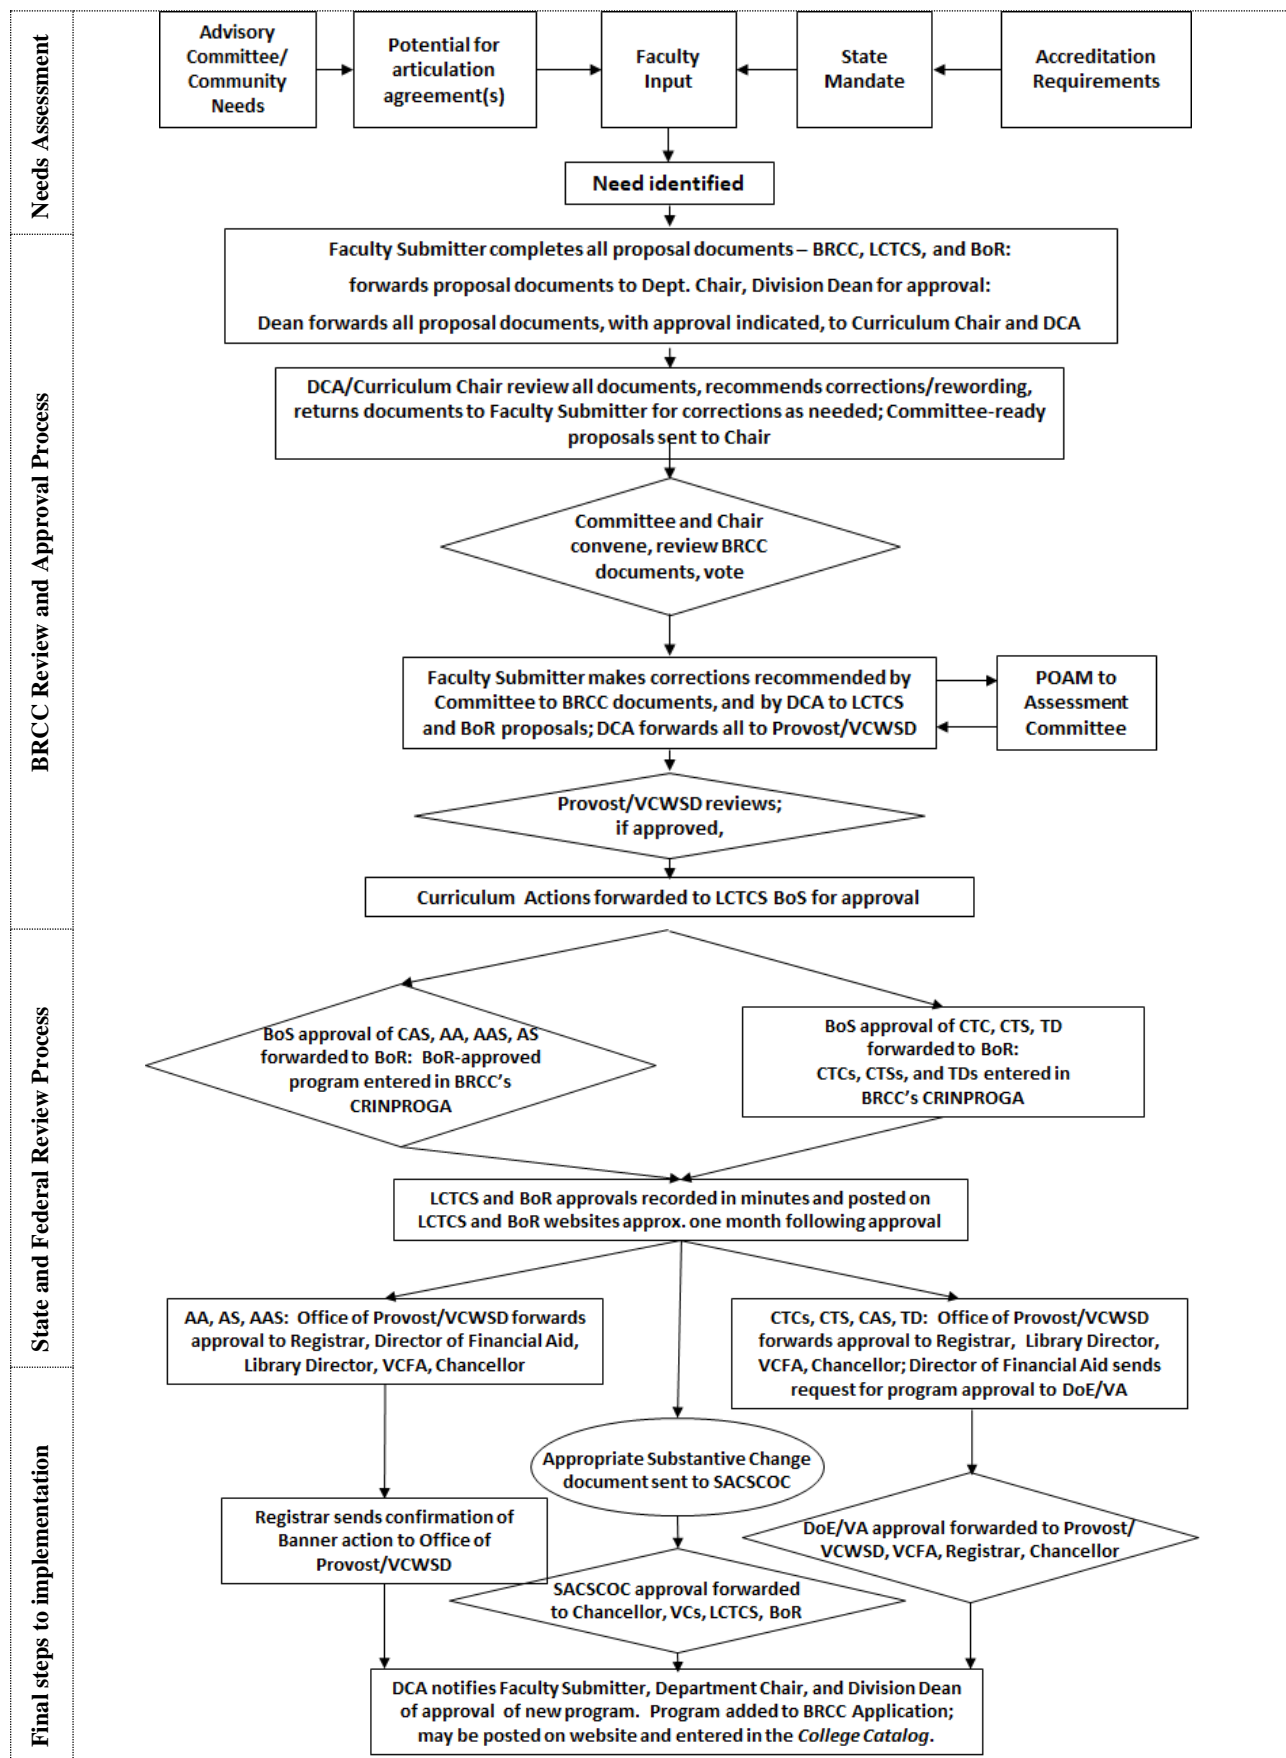 Needs Assessment
Advisory
Committee/
Community
Needs
Potential for
articulation
agreement(s)
Faculty
Input
State
Mandate
Accreditation
Requirements
Need identified
BRCC Review and Approval Process
Faculty Submitter completes all proposal documents – BRCC, LCTCS, and BoR:
forwards proposal documents to Dept. Chair, Division Dean for approval:
Dean forwards all proposal documents, with approval indicated, to Curriculum Chair and DCA
DCA/Curriculum Chair review all documents, recommends corrections/rewording,
returns documents to Faculty Submitter for corrections as needed; Committee-ready
proposals sent to Chair
Committee and Chair
convene, review BRCC
documents, vote
Faculty Submitter makes corrections recommended by
Committee to BRCC documents, and by DCA to LCTCS
and BoR proposals; DCA forwards all to Provost/VCWSD
POAM to
Assessment
Committee
Provost/VCWSD reviews;
if approved,
Curriculum Actions forwarded to LCTCS BoS for approval
State and Federal Review Process
BoS approval of CAS, AA, AAS, AS
forwarded to BoR: BoR-approved
program entered in BRCC's
CRINPROGA
BoS approval of CTC, CTS, TD
forwarded to BoR:
CTCs, CTSs, and TDs entered in
BRCC's CRINPROGA
LCTCS and BoR approvals recorded in minutes and posted on
LCTCS and BoR websites approx. one month following approval
AA, AS, AAS: Office of Provost/VCWSD forwards
approval to Registrar, Director of Financial Aid,
Library Director, VCFA, Chancellor
CTCs, CTS, CAS, TD: Office of Provost/VCWSD
forwards approval to Registrar, Library Director,
VCFA, Chancellor; Director of Financial Aid sends
request for program approval to DoE/VA
Final steps to implementation
Appropriate Substantive Change
document sent to SACSCOC
Registrar sends confirmation of
Banner action to Office of
Provost/VCWSD
DoE/VA approval forwarded to Provost/
VCWSD, VCFA, Registrar, Chancellor
SACSCOC approval forwarded
to Chancellor, VCs, LCTCS, BoR
DCA notifies Faculty Submitter, Department Chair, and Division Dean
of approval of new program. Program added to BRCC Application;
may be posted on website and entered in the College Catalog.